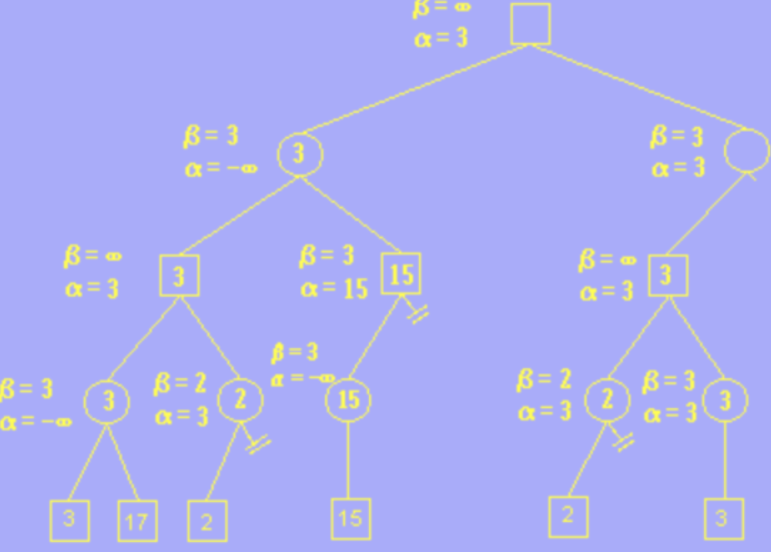 β = ∞
α = 3
β = 3
α = −∞
3
β = 3
α = 3
β = ∞
α = 3
3
β = 3
α = 15
15
β = ∞
α = 3
3
β = 3
α = −∞
3
β = 2
α = 3
2
β = 3
α = −∞
15
β = 2
α = 3
2
β = 3
α = 3
3
3
17
2
15
2
3